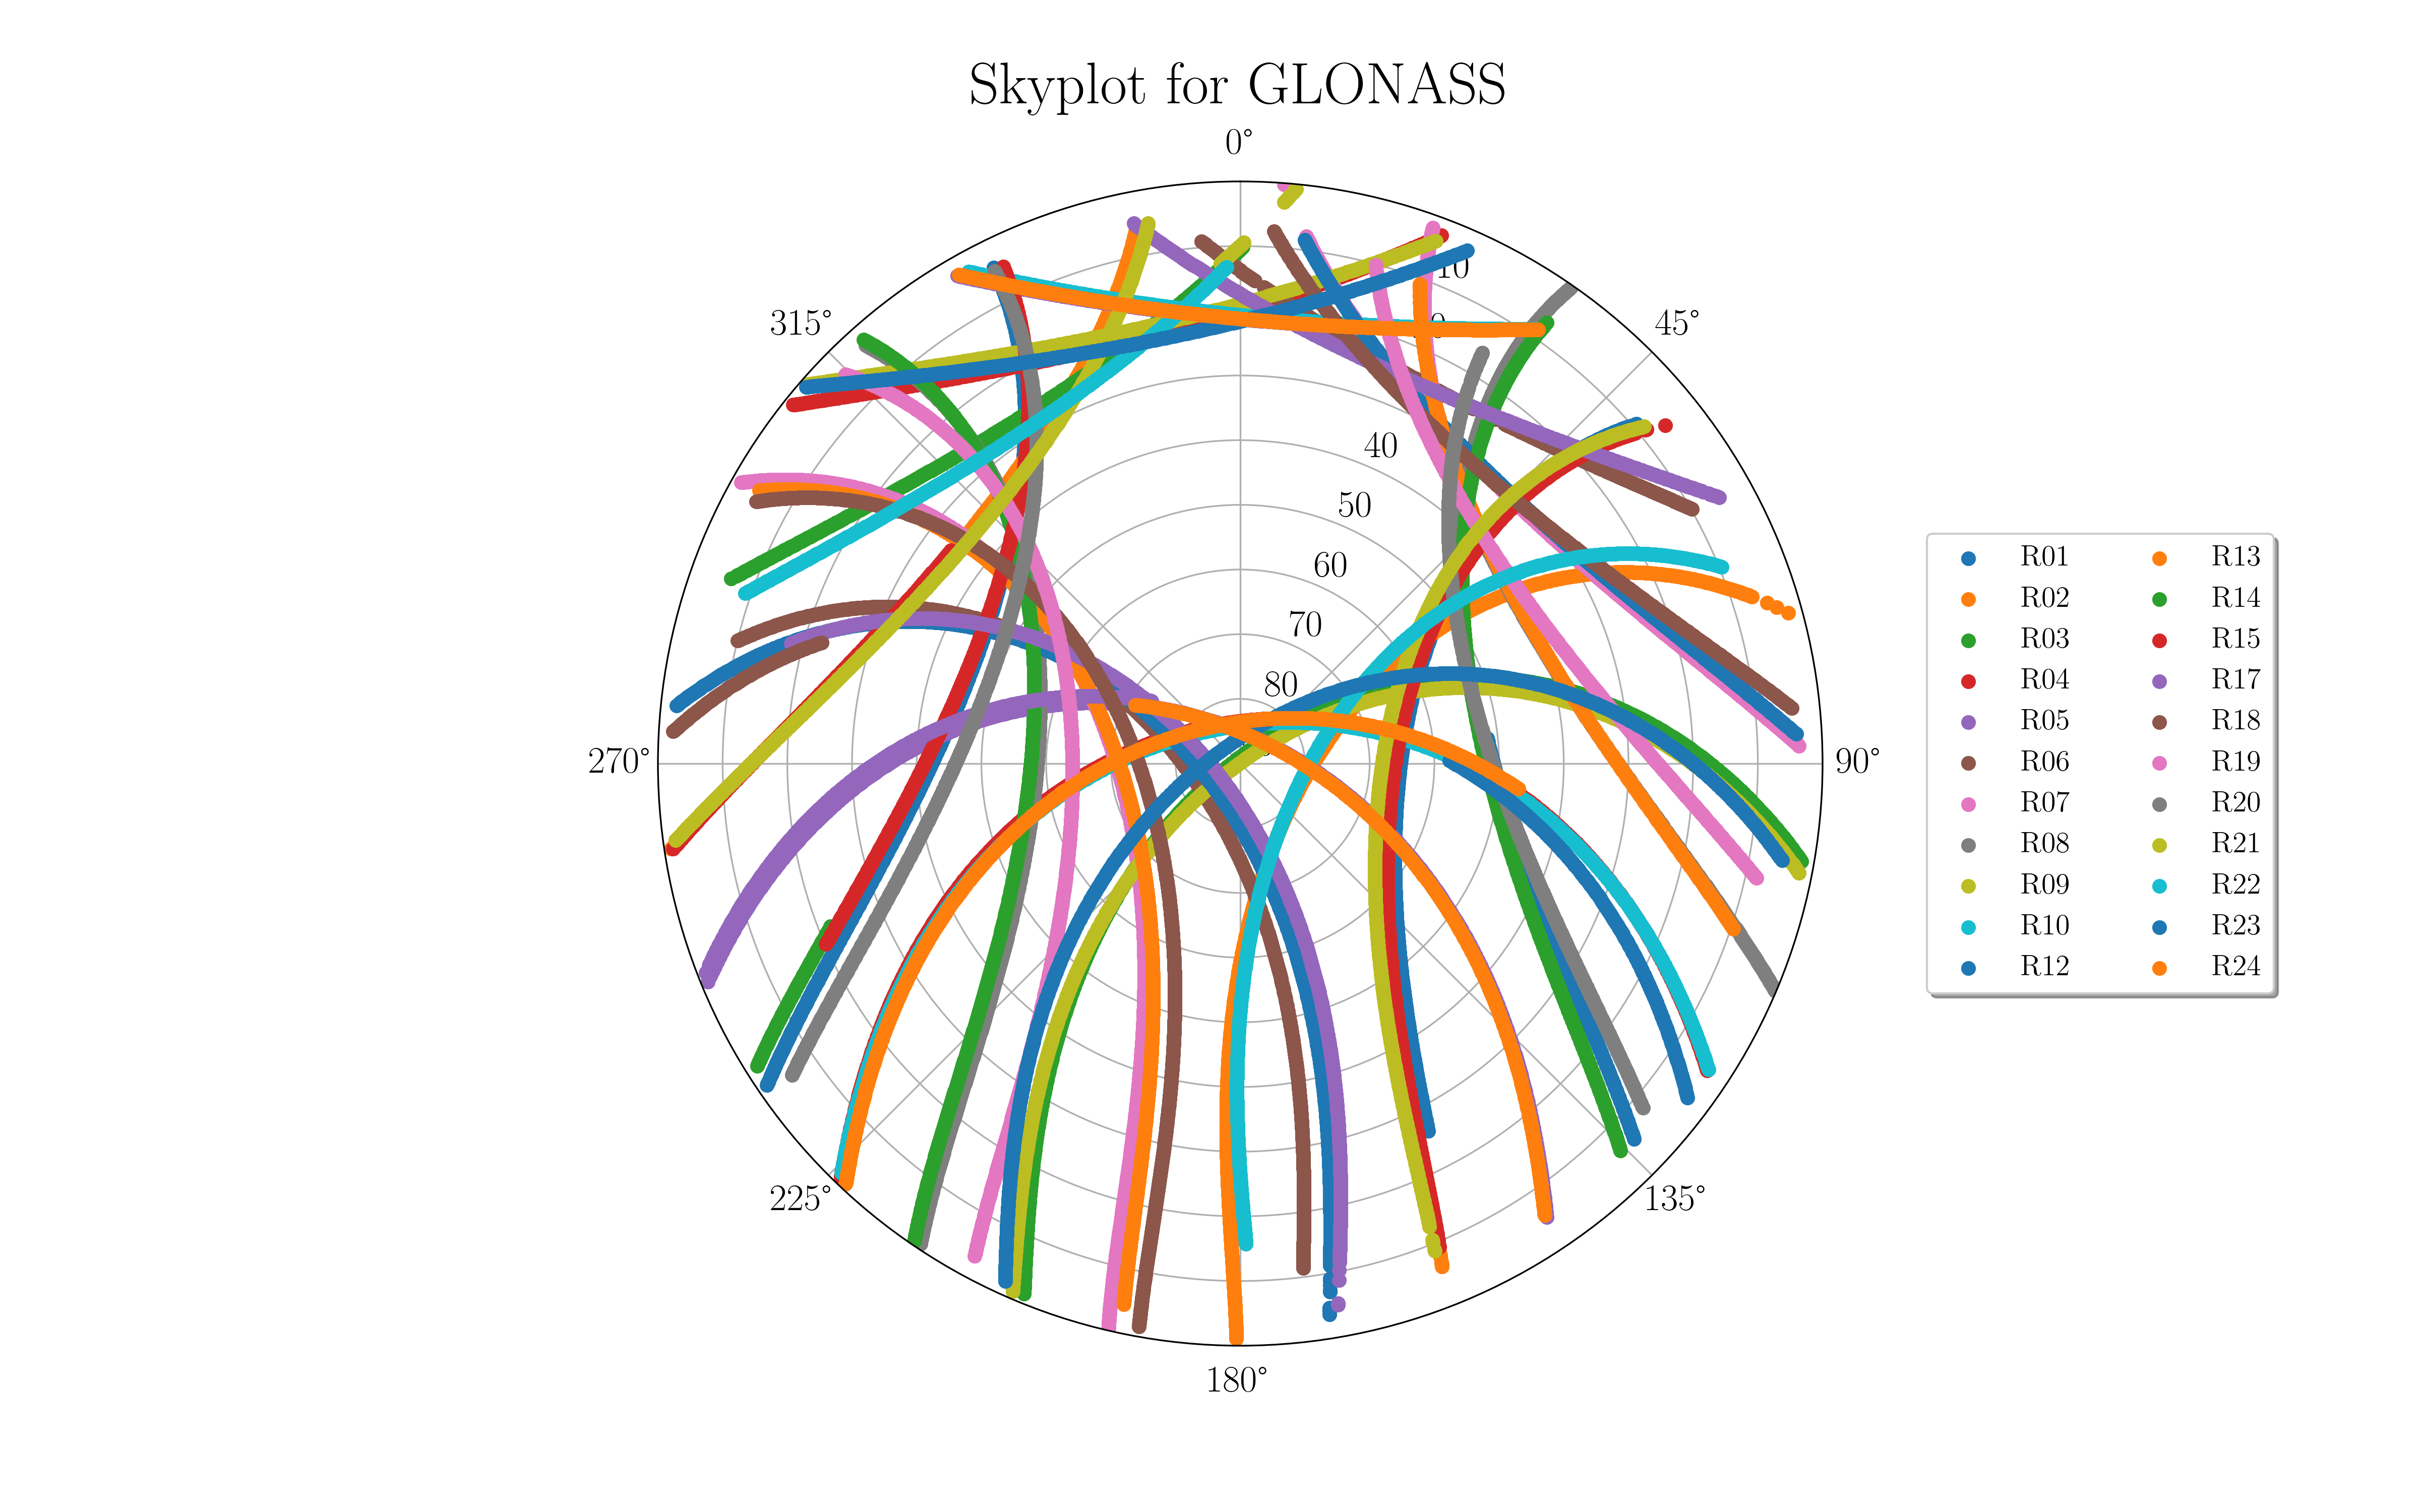 Skyplot for GLONASS
0°
45°
90°
135°
180°
225°
270°
315°
10
40
50
60
70
80
R01
R02
R03
R04
R05
R06
R07
R08
R09
R10
R12
R13
R14
R15
R17
R18
R19
R20
R21
R22
R23
R24